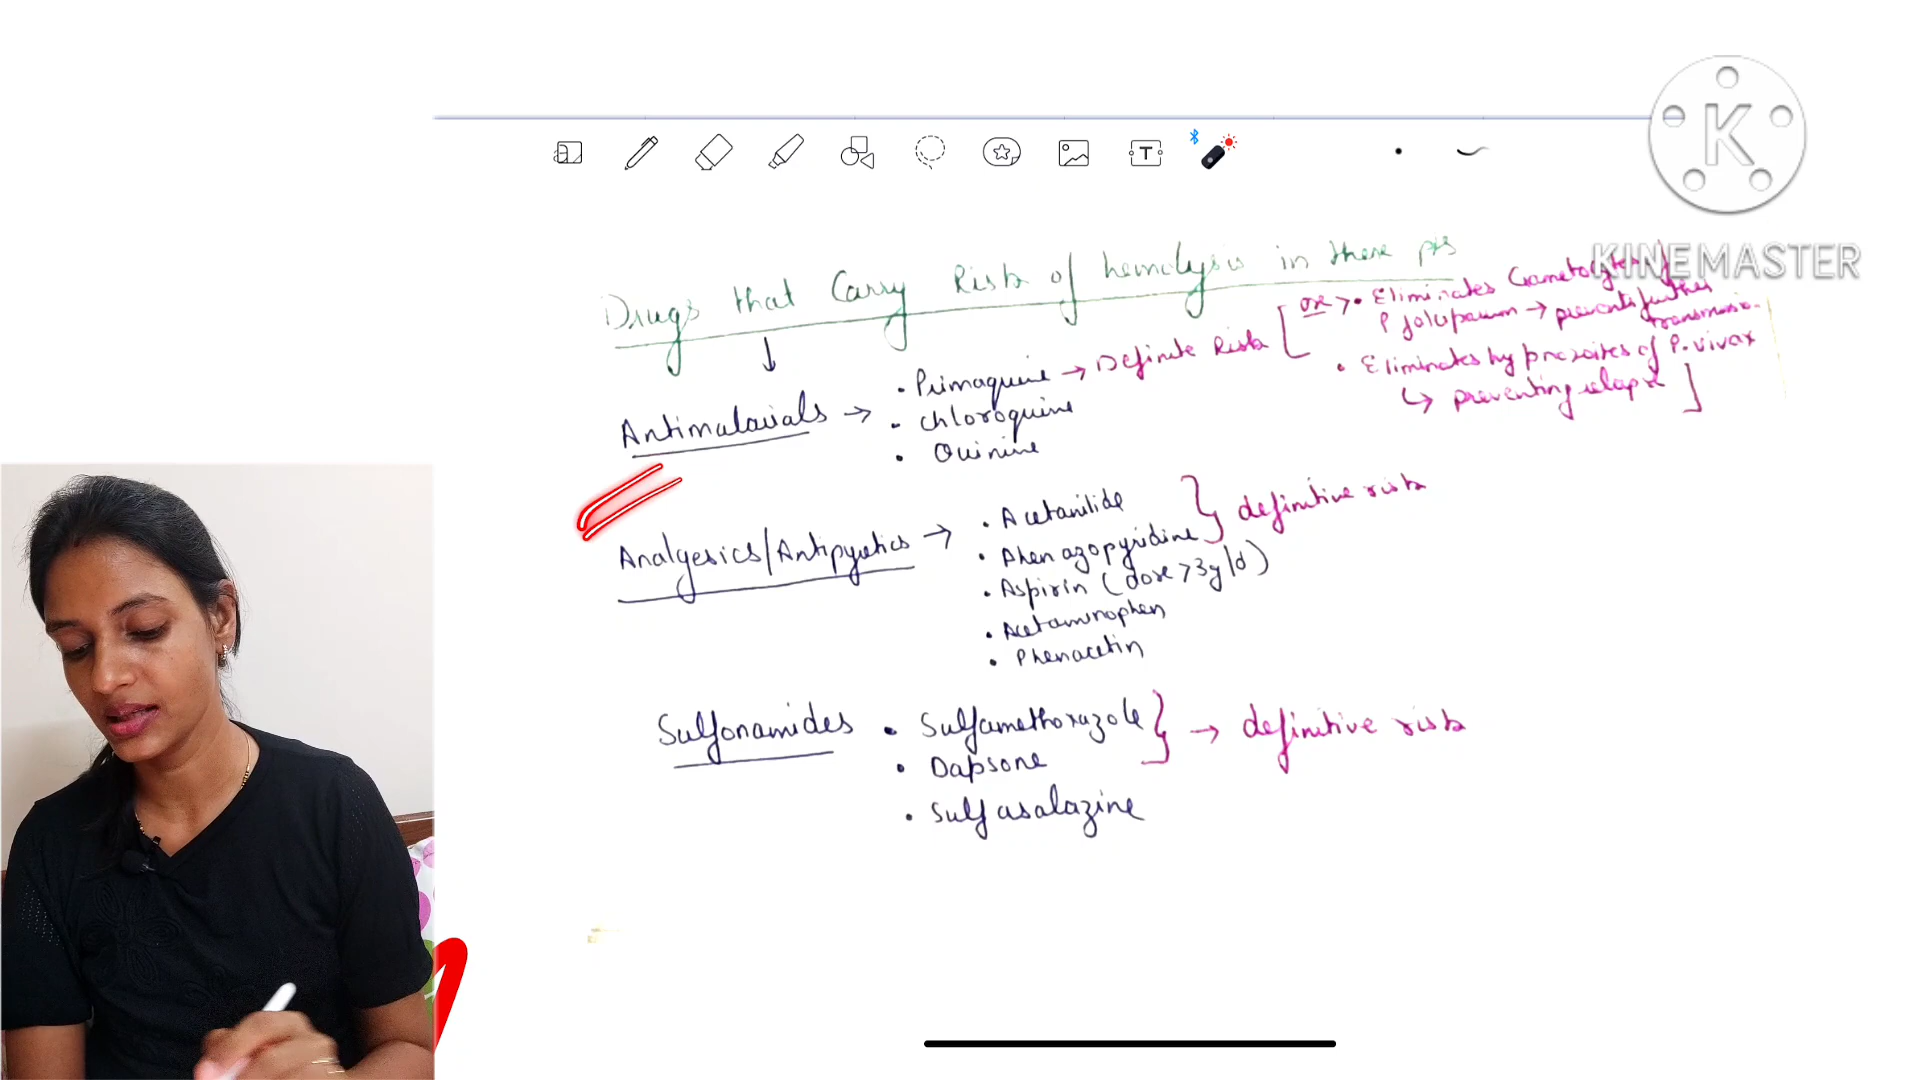 KINEMASTER
Drugs that Carry Risk of hemolysis in these pts
Antimalarials → • Primaquine → Definite Risk
[ • Eliminates Gametocytes of
P falciparum → prevents further
transmission.
• Eliminates hypnozoites of P. vivax
↳ preventing relapse ]
• chloroquine
• Quinine
Analgesics/Antipyretics → • Acetanilide
• Phenazopyridine } definitive risk
• Aspirin (dose > 3g/d)
• Acetaminophen
• Phenacetin
Sulfonamides • Sulfamethoxazole
• Dapsone } → definitive risk
• Sulfasalazine